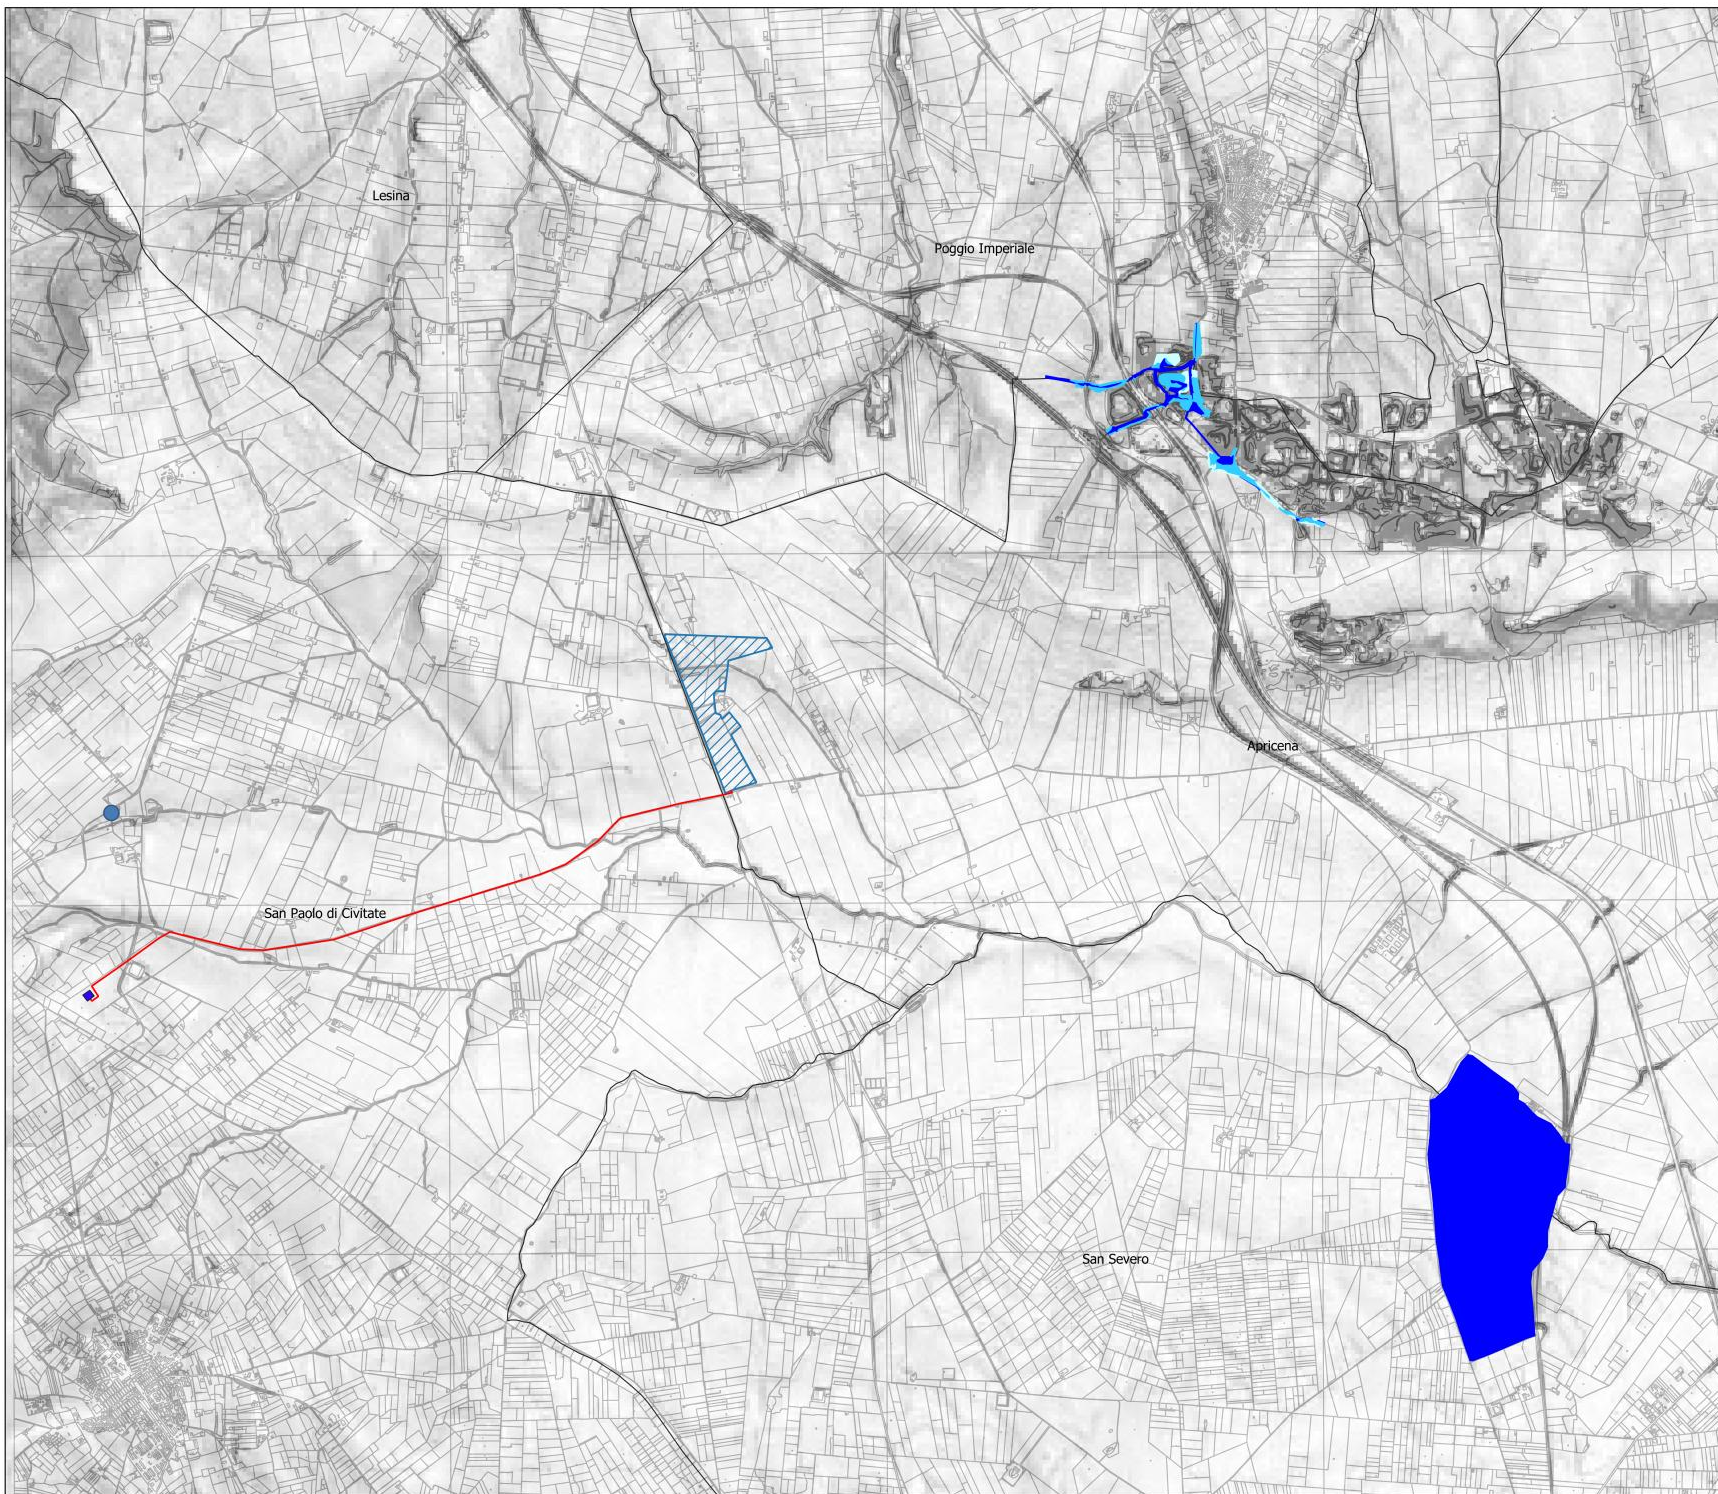 Lesina
Poggio Imperiale
Apricena
San Paolo di Civitate
San Severo